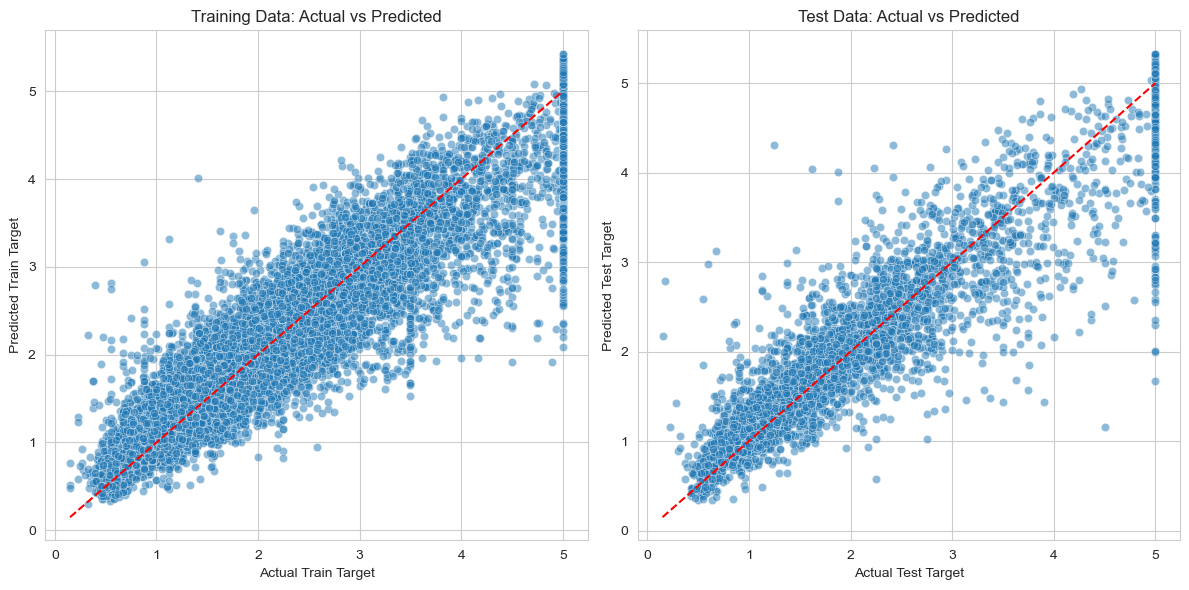 Training Data: Actual vs Predicted
5
4
3
2
1
0
Predicted Train Target
0 1 2 3 4 5
Actual Train Target
Test Data: Actual vs Predicted
5
4
3
2
1
0
Predicted Test Target
0 1 2 3 4 5
Actual Test Target